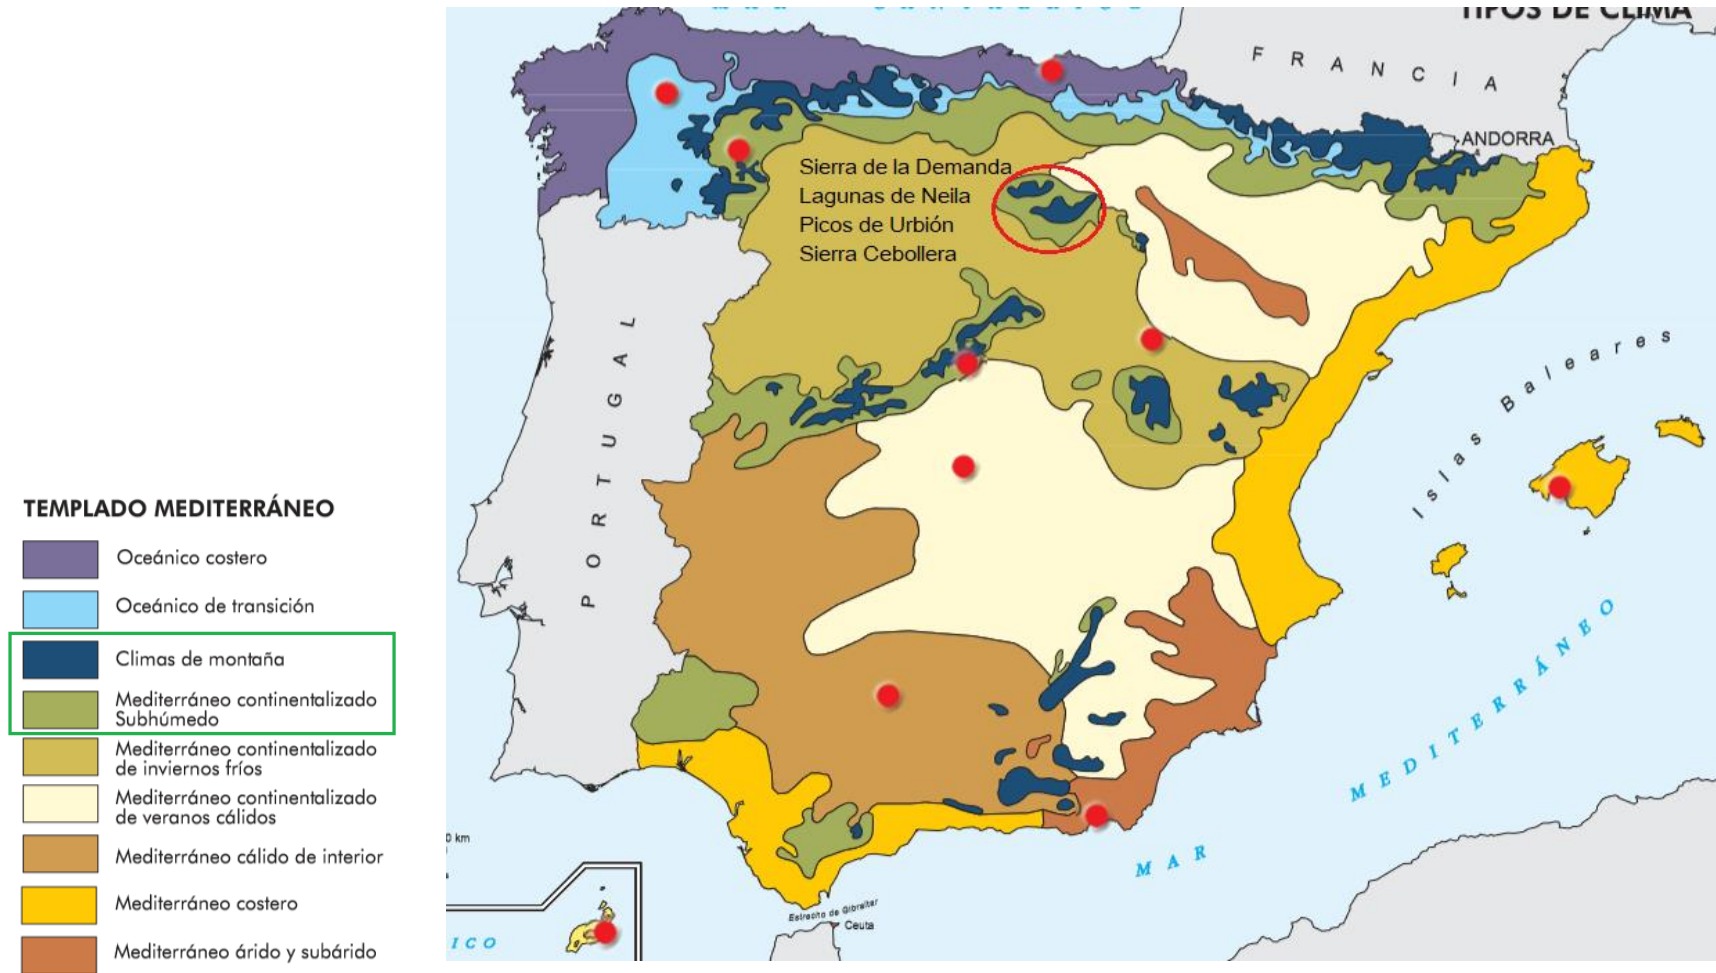 TIPOS DE CLIMA
FRANCIA
ANDORRA
Sierra de la Demanda
Lagunas de Neila
Picos de Urbión
Sierra Cebollera
PORTUGAL
Islas Baleares
MAR MEDITERRÁNEO
Estrecho de Gibraltar
Ceuta
0 km
ICO
TEMPLADO MEDITERRÁNEO
Oceánico costero
Oceánico de transición
Climas de montaña
Mediterráneo continentalizado
Subhúmedo
Mediterráneo continentalizado
de inviernos fríos
Mediterráneo continentalizado
de veranos cálidos
Mediterráneo cálido de interior
Mediterráneo costero
Mediterráneo árido y subárido